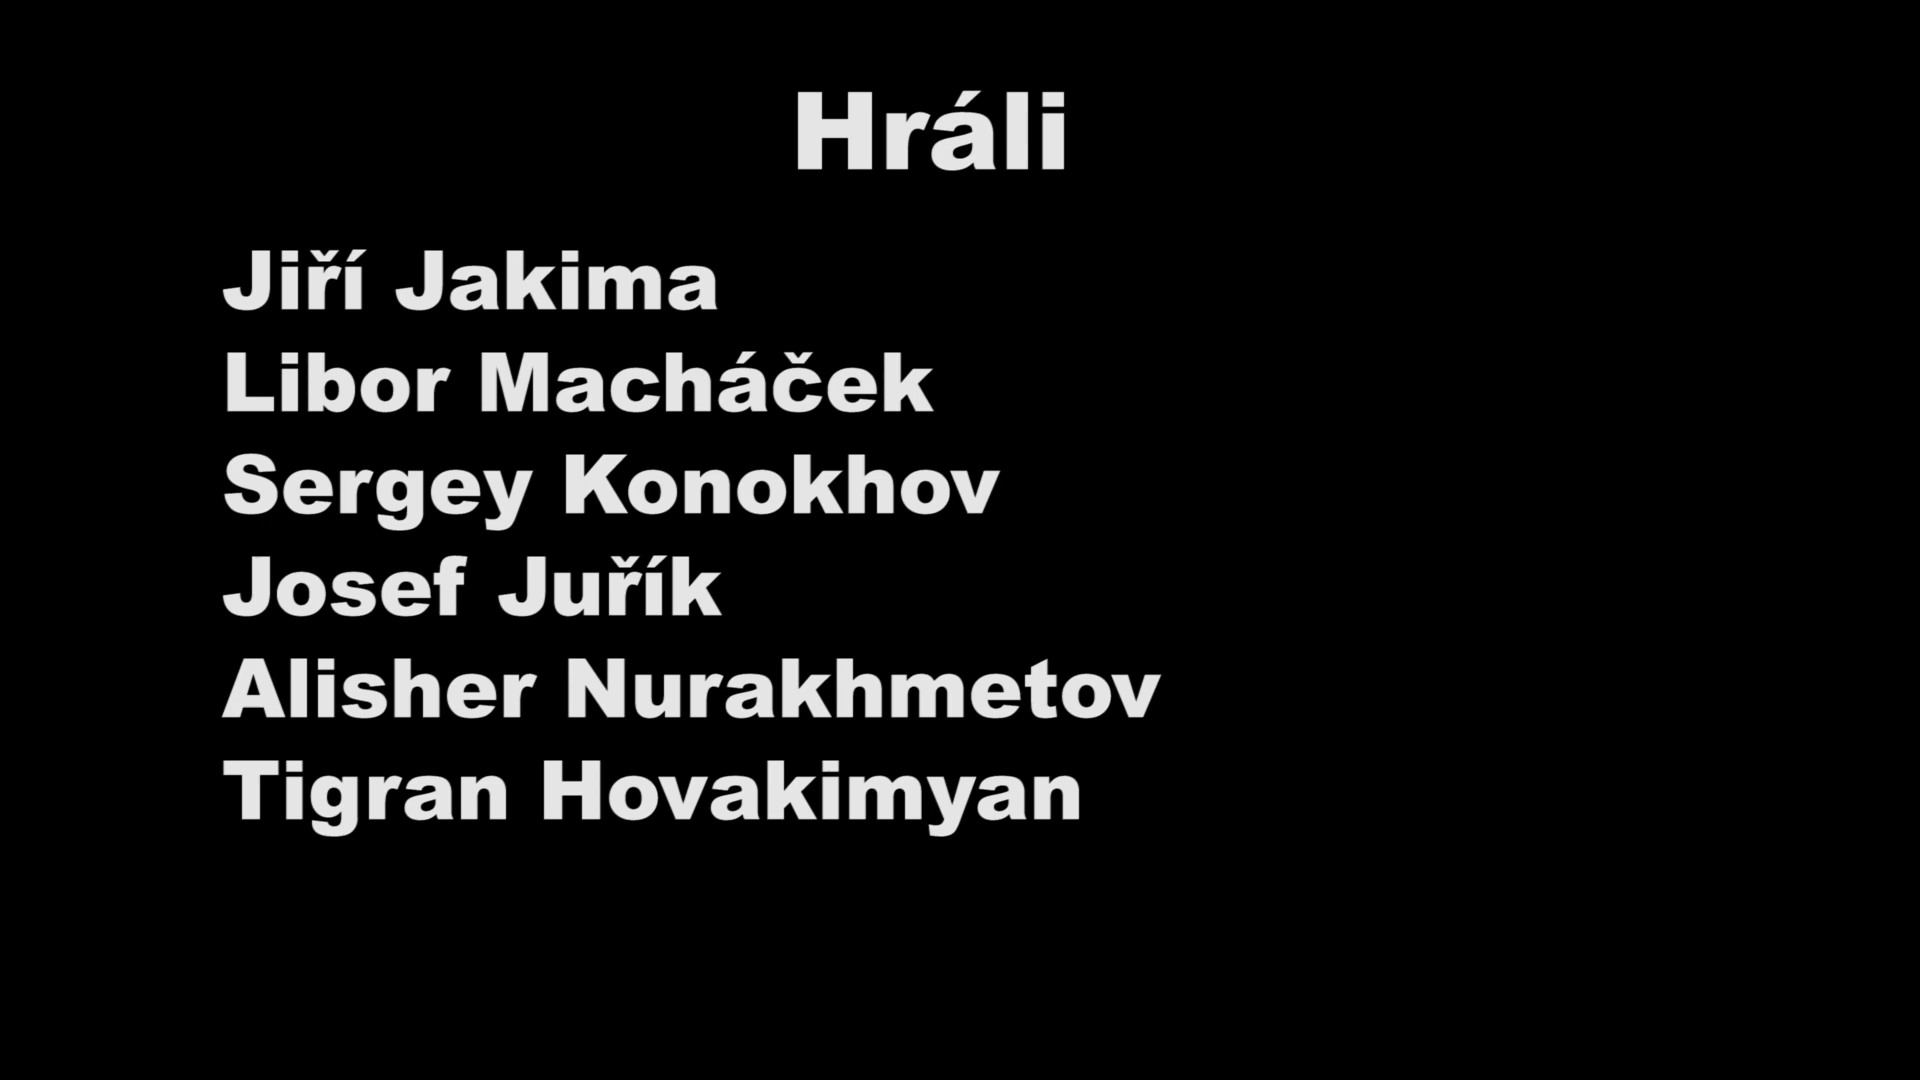 Hráli
Jiří Jakima
Libor Macháček
Sergey Konokhov
Josef Juřík
Alisher Nurakhmetov
Tigran Hovakimyan